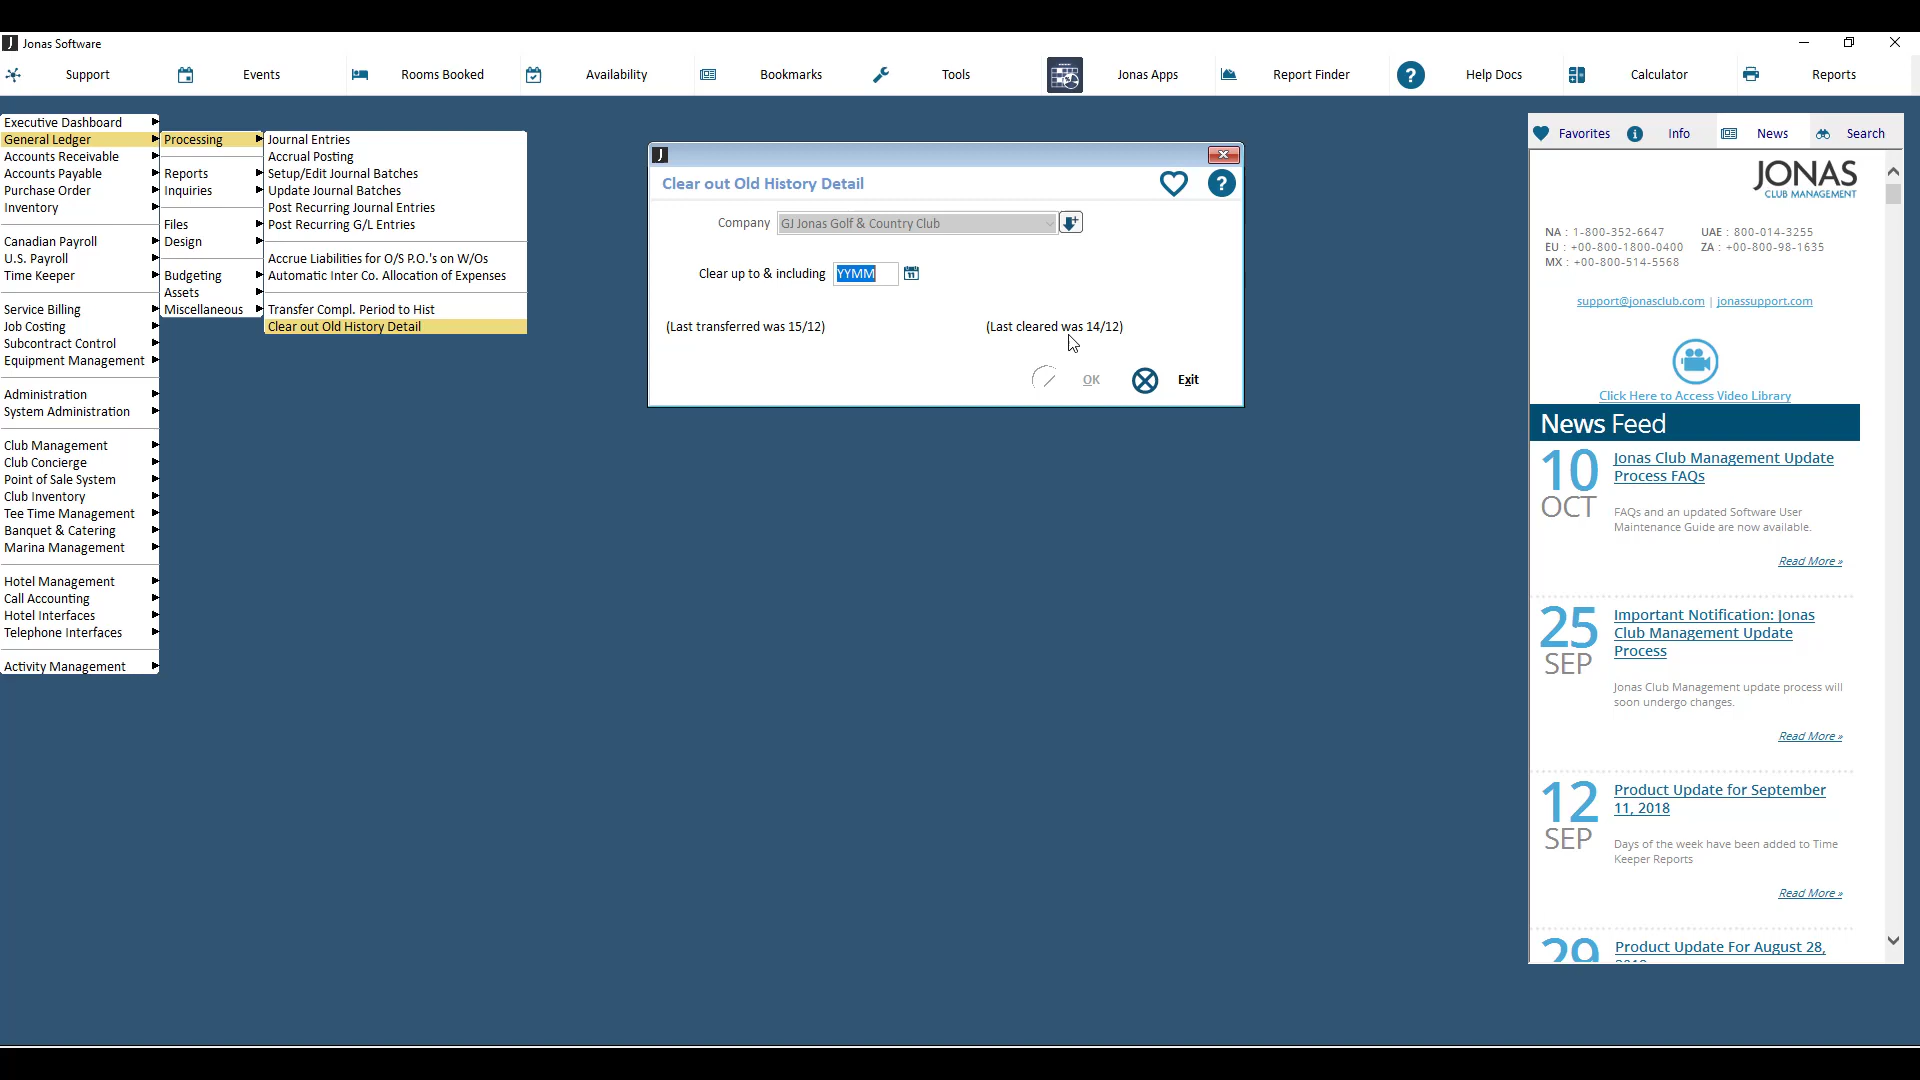 Jonas Software
Support
Events
Rooms Booked
Availability
Bookmarks
Tools
Jonas Apps
Report Finder
Help Docs
Calculator
Reports
Executive Dashboard
General Ledger
Accounts Receivable
Accounts Payable
Purchase Order
Inventory
Canadian Payroll
U.S. Payroll
Time Keeper
Service Billing
Job Costing
Subcontract Control
Equipment Management
Administration
System Administration
Club Management
Club Concierge
Point of Sale System
Club Inventory
Tee Time Management
Banquet & Catering
Marina Management
Hotel Management
Call Accounting
Hotel Interfaces
Telephone Interfaces
Activity Management
Processing
Reports
Inquiries
Files
Design
Budgeting
Assets
Miscellaneous
Journal Entries
Accrual Posting
Setup/Edit Journal Batches
Update Journal Batches
Post Recurring Journal Entries
Post Recurring G/L Entries
Accrue Liabilities for O/S P.O.'s on W/Os
Automatic Inter Co. Allocation of Expenses
Transfer Compl. Period to Hist
Clear out Old History Detail
Clear out Old History Detail
Company GJ Jonas Golf & Country Club
Clear up to & including YYMM
(Last transferred was 15/12) (Last cleared was 14/12)
OK Exit
Favorites Info News Search
JONAS
CLUB MANAGEMENT
NA : 1-800-352-6647 UAE : 800-014-3255
EU : +00-800-1800-0400 ZA : +00-800-98-1635
MX : +00-800-514-5568
support@jonasclub.com | jonassupport.com
Click Here to Access Video Library
News Feed
10 OCT
Jonas Club Management Update
Process FAQs
FAQs and an updated Software User
Maintenance Guide are now available.
Read More »
25 SEP
Important Notification: Jonas
Club Management Update
Process
Jonas Club Management update process will
soon undergo changes.
Read More »
12 SEP
Product Update for September
11, 2018
Days of the week have been added to Time
Keeper Reports
Read More »
29
Product Update For August 28,